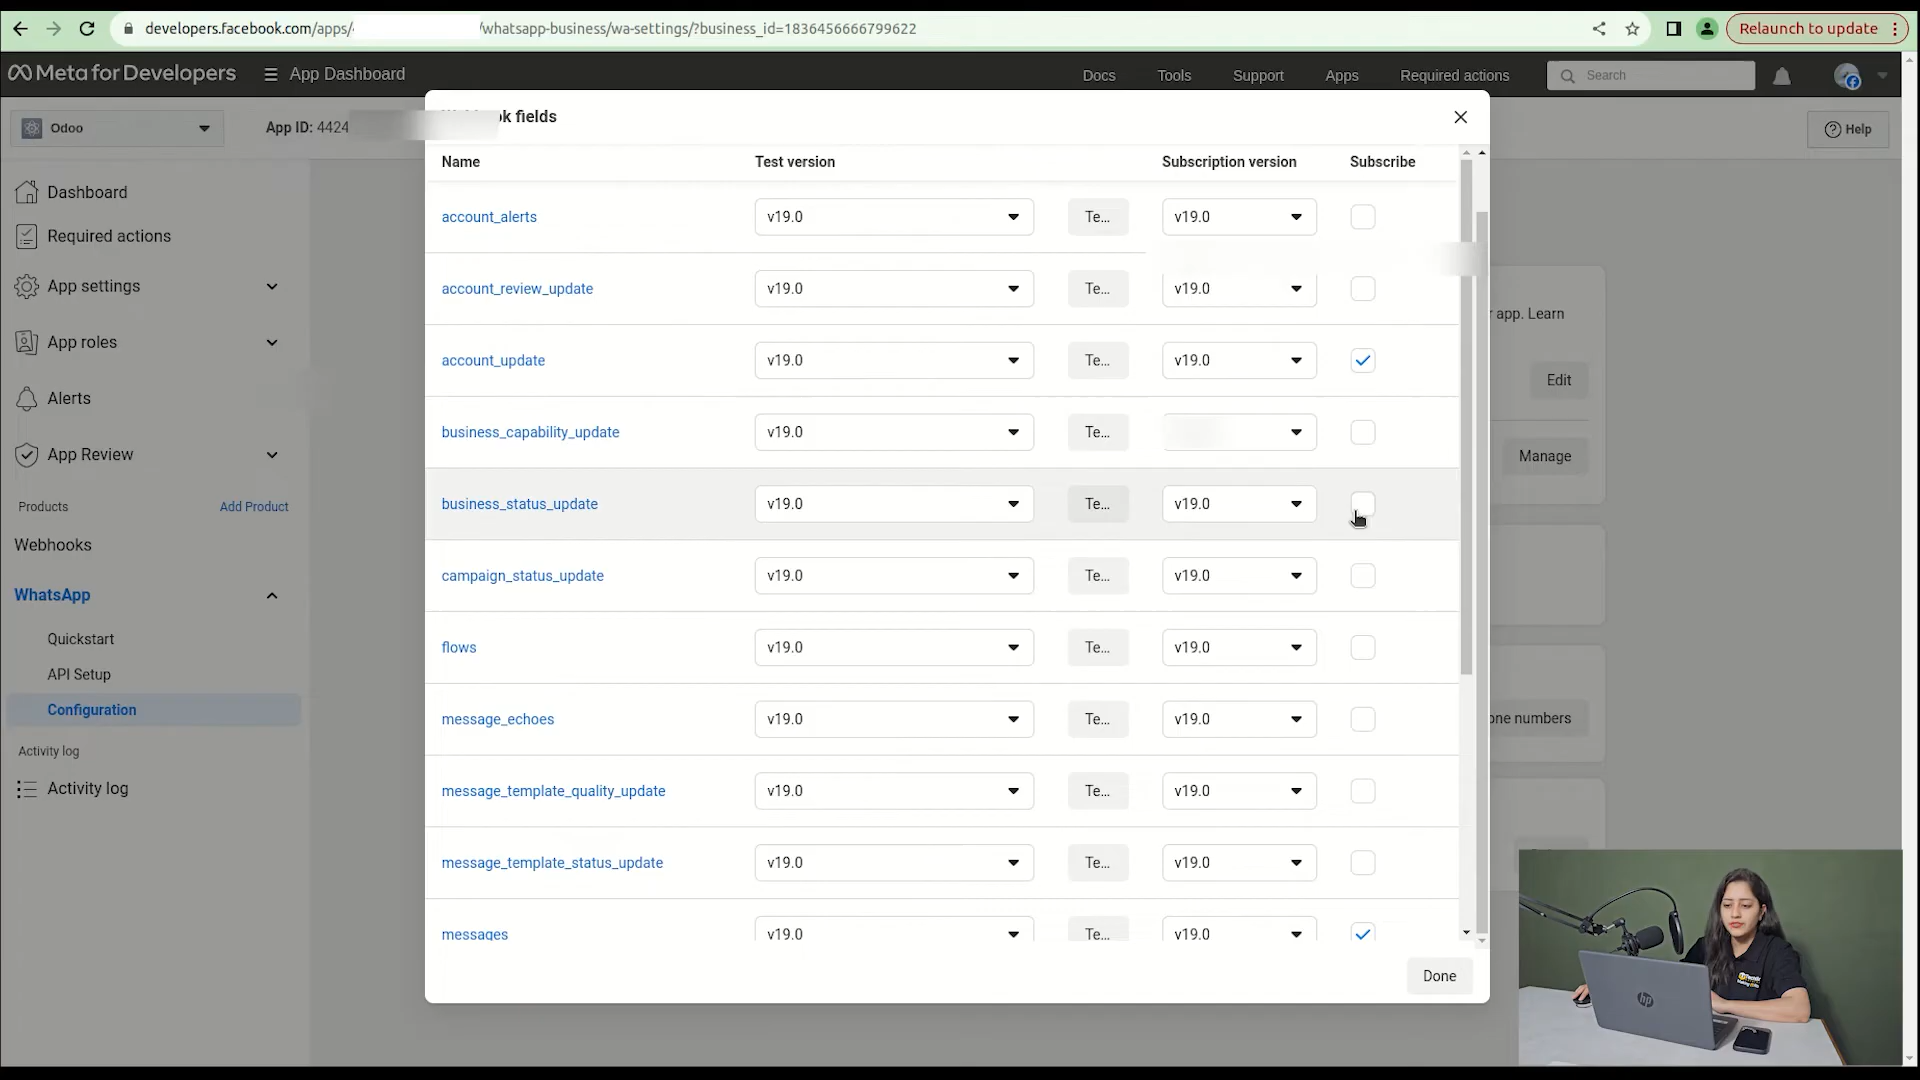 developers.facebook.com/apps/ /whatsapp-business/wa-settings/?business_id=1836456666799622
Relaunch to update
Meta for Developers
App Dashboard
Docs
Tools
Support
Apps
Required actions
Search
Odoo
App ID: 4424
Help
k fields
Name
Test version
Subscription version
Subscribe
account_alerts
v19.0
Te...
v19.0
account_review_update
v19.0
Te...
v19.0
account_update
v19.0
Te...
v19.0
business_capability_update
v19.0
Te...
business_status_update
v19.0
Te...
v19.0
campaign_status_update
v19.0
Te...
v19.0
flows
v19.0
Te...
v19.0
message_echoes
v19.0
Te...
v19.0
message_template_quality_update
v19.0
Te...
v19.0
message_template_status_update
v19.0
Te...
v19.0
messages
v19.0
Te...
v19.0
Done
Dashboard
Required actions
App settings
App roles
Alerts
App Review
Products
Add Product
Webhooks
WhatsApp
Quickstart
API Setup
Configuration
Activity log
Activity log
r app. Learn
Edit
Manage
one numbers
hp